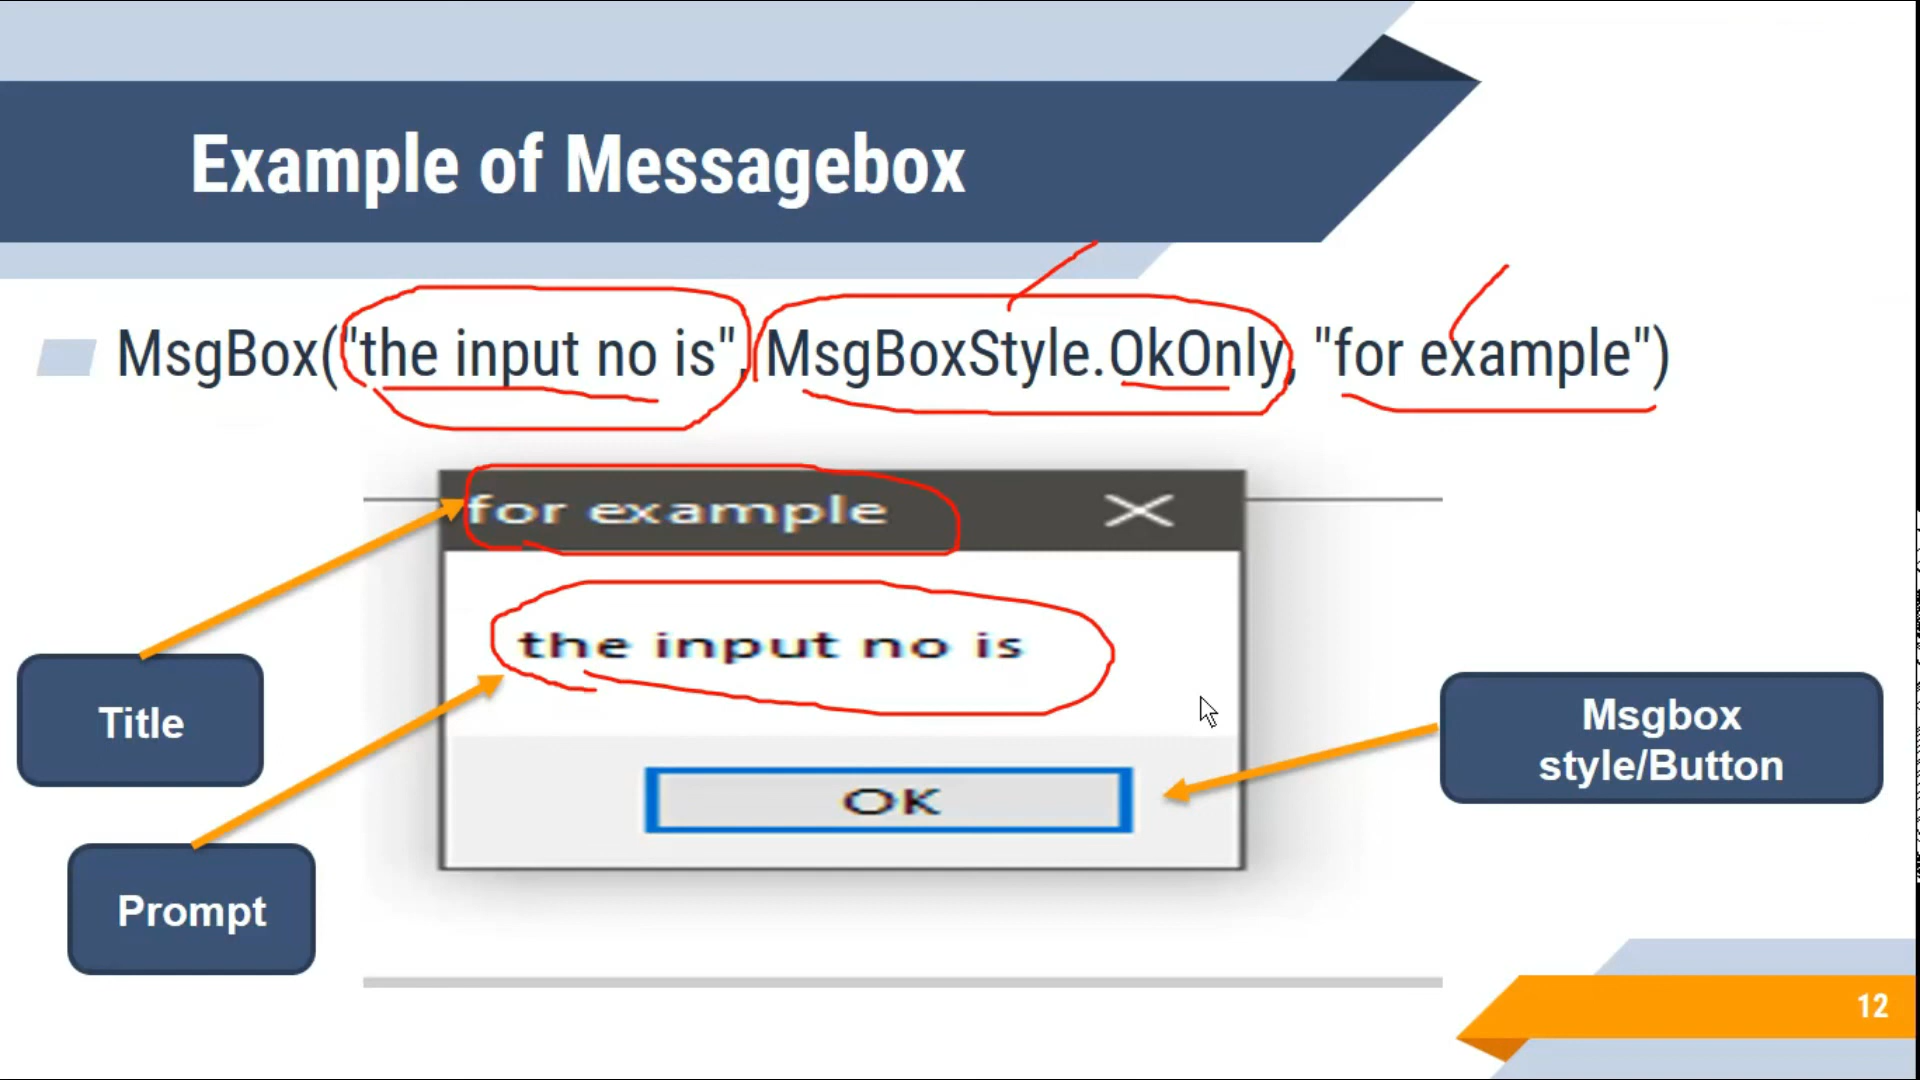 Example of Messagebox
MsgBox("the input no is", MsgBoxStyle.OkOnly, "for example")
for example
the input no is
OK
Title
Prompt
Msgbox
style/Button
12